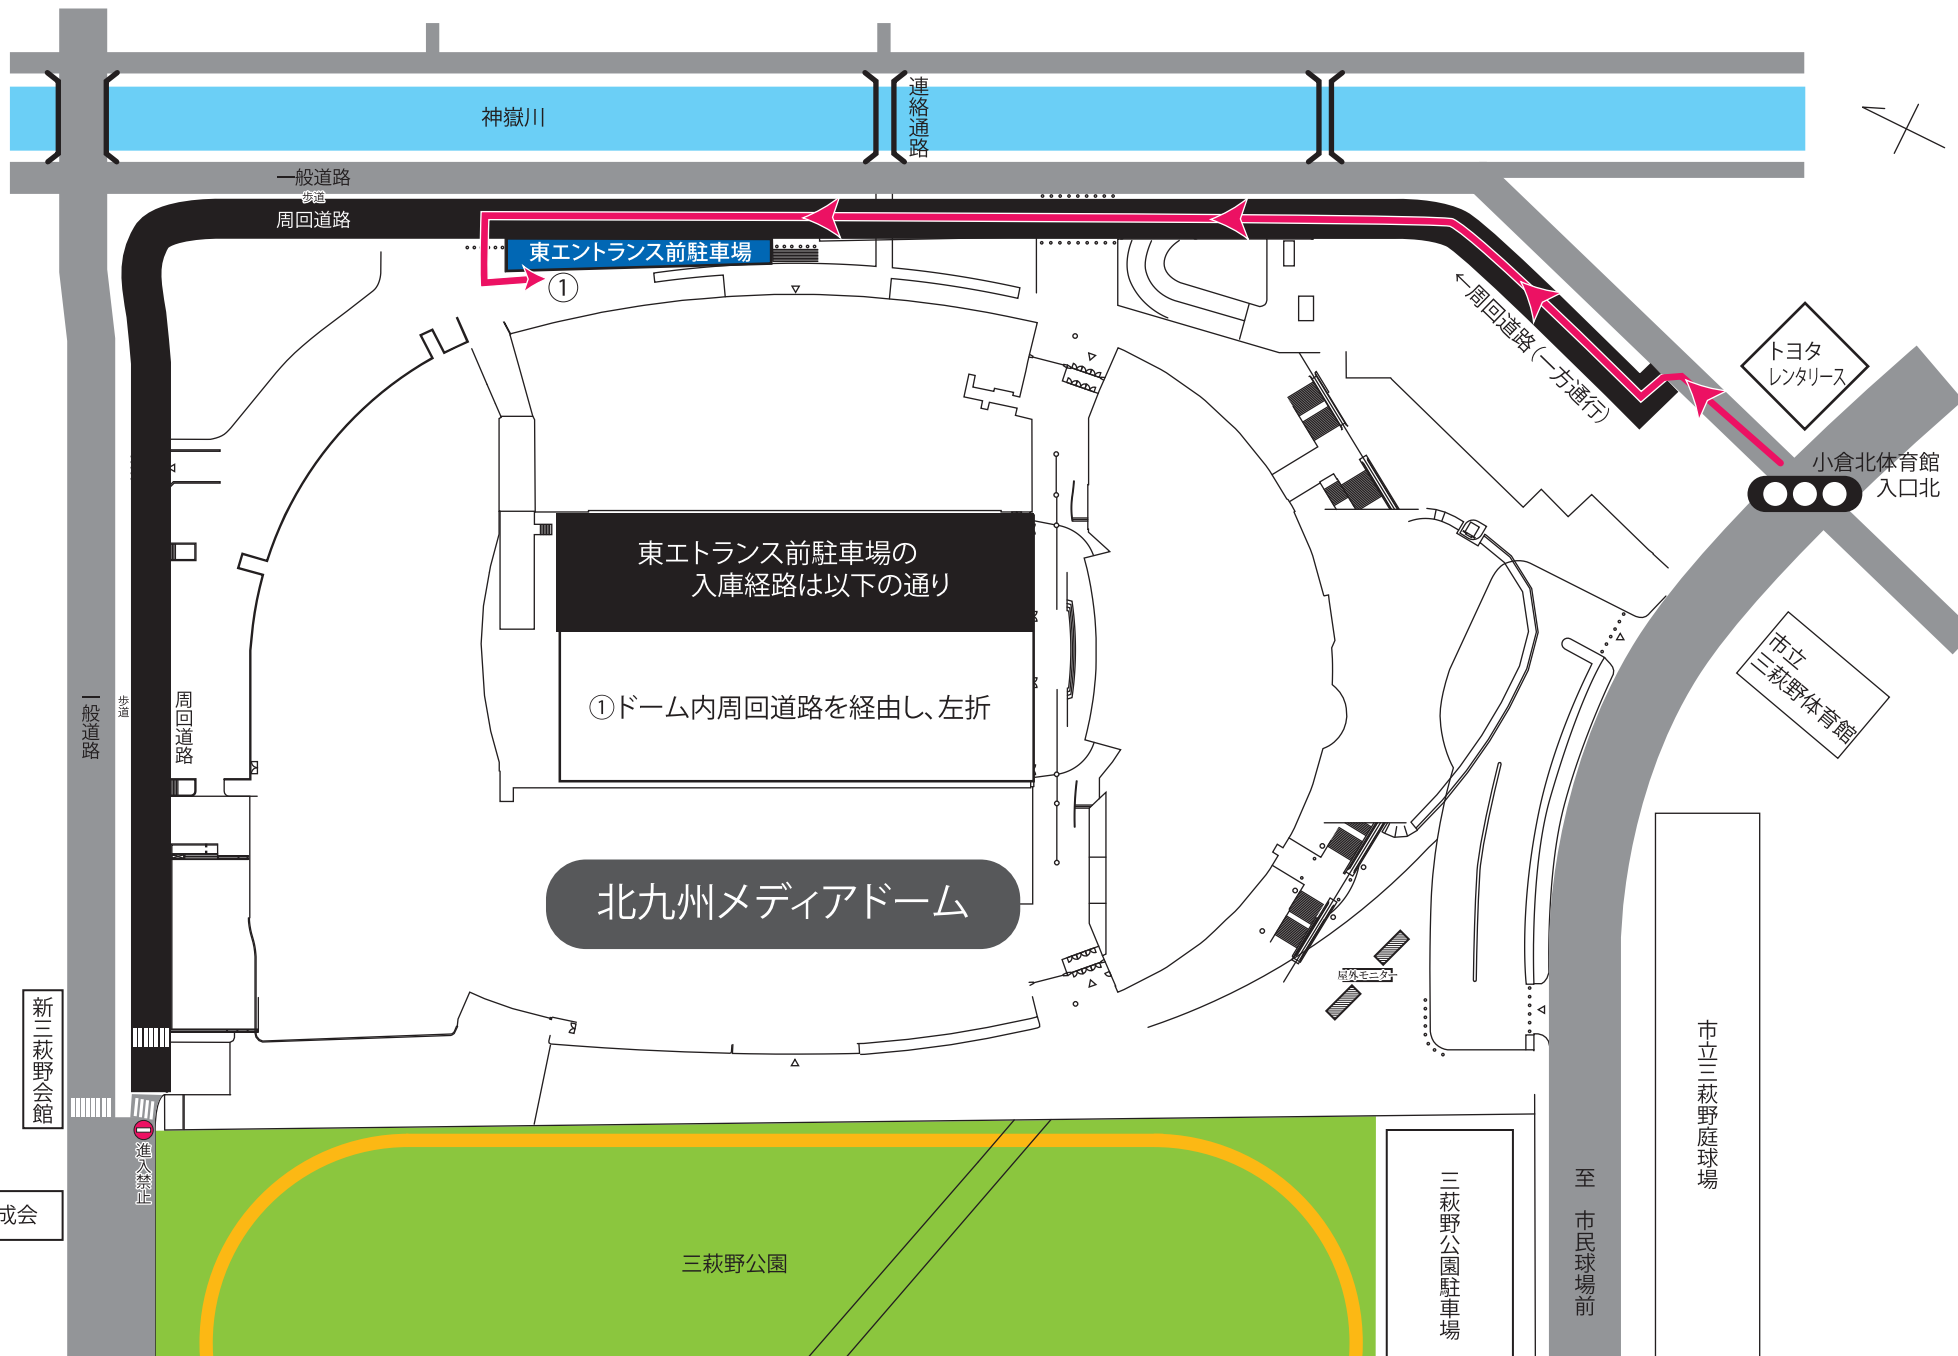 神嶽川
連絡通路
一般道路
歩道
周回道路
東エントランス前駐車場
①
←周回道路(一方通行)
トヨタ
レンタリース
小倉北体育館
入口北
東エトランス前駐車場の
入庫経路は以下の通り
①ドーム内周回道路を経由し、左折
市立
三萩野体育館
一般道路
歩道
周回道路
北九州メディアドーム
屋外モニター
新三萩野会館
進入禁止
成会
三萩野公園
三萩野公園駐車場
至 市民球場前
市立三萩野庭球場